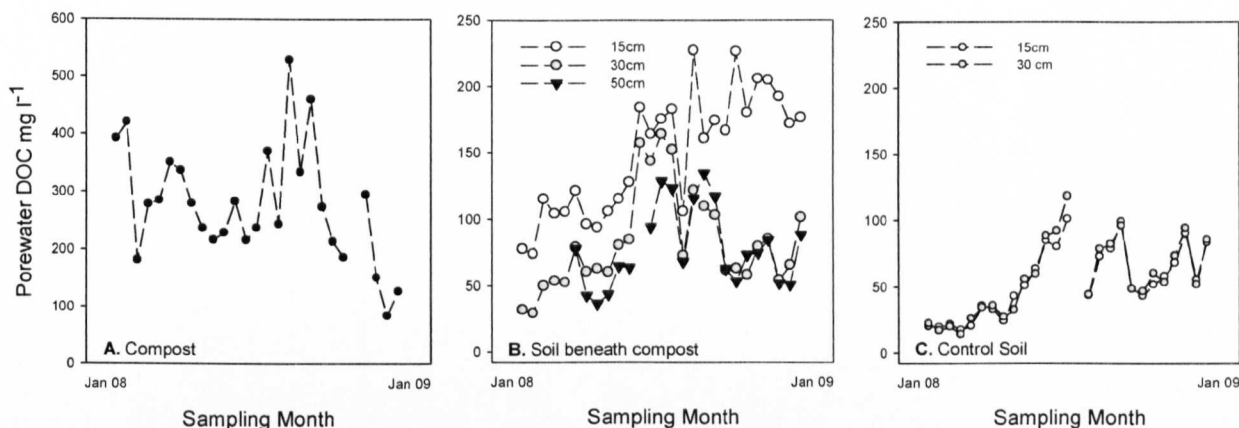 Porewater DOC mg l-1
600
500
400
300
200
100
0
A. Compost
Jan 08
Jan 09
Sampling Month
250
200
150
100
50
0
15cm
30cm
50cm
B. Soil beneath compost
Jan 08
Jan 09
Sampling Month
250
200
150
100
50
0
15cm
30 cm
C. Control Soil
Jan 08
Jan 09
Sampling Month